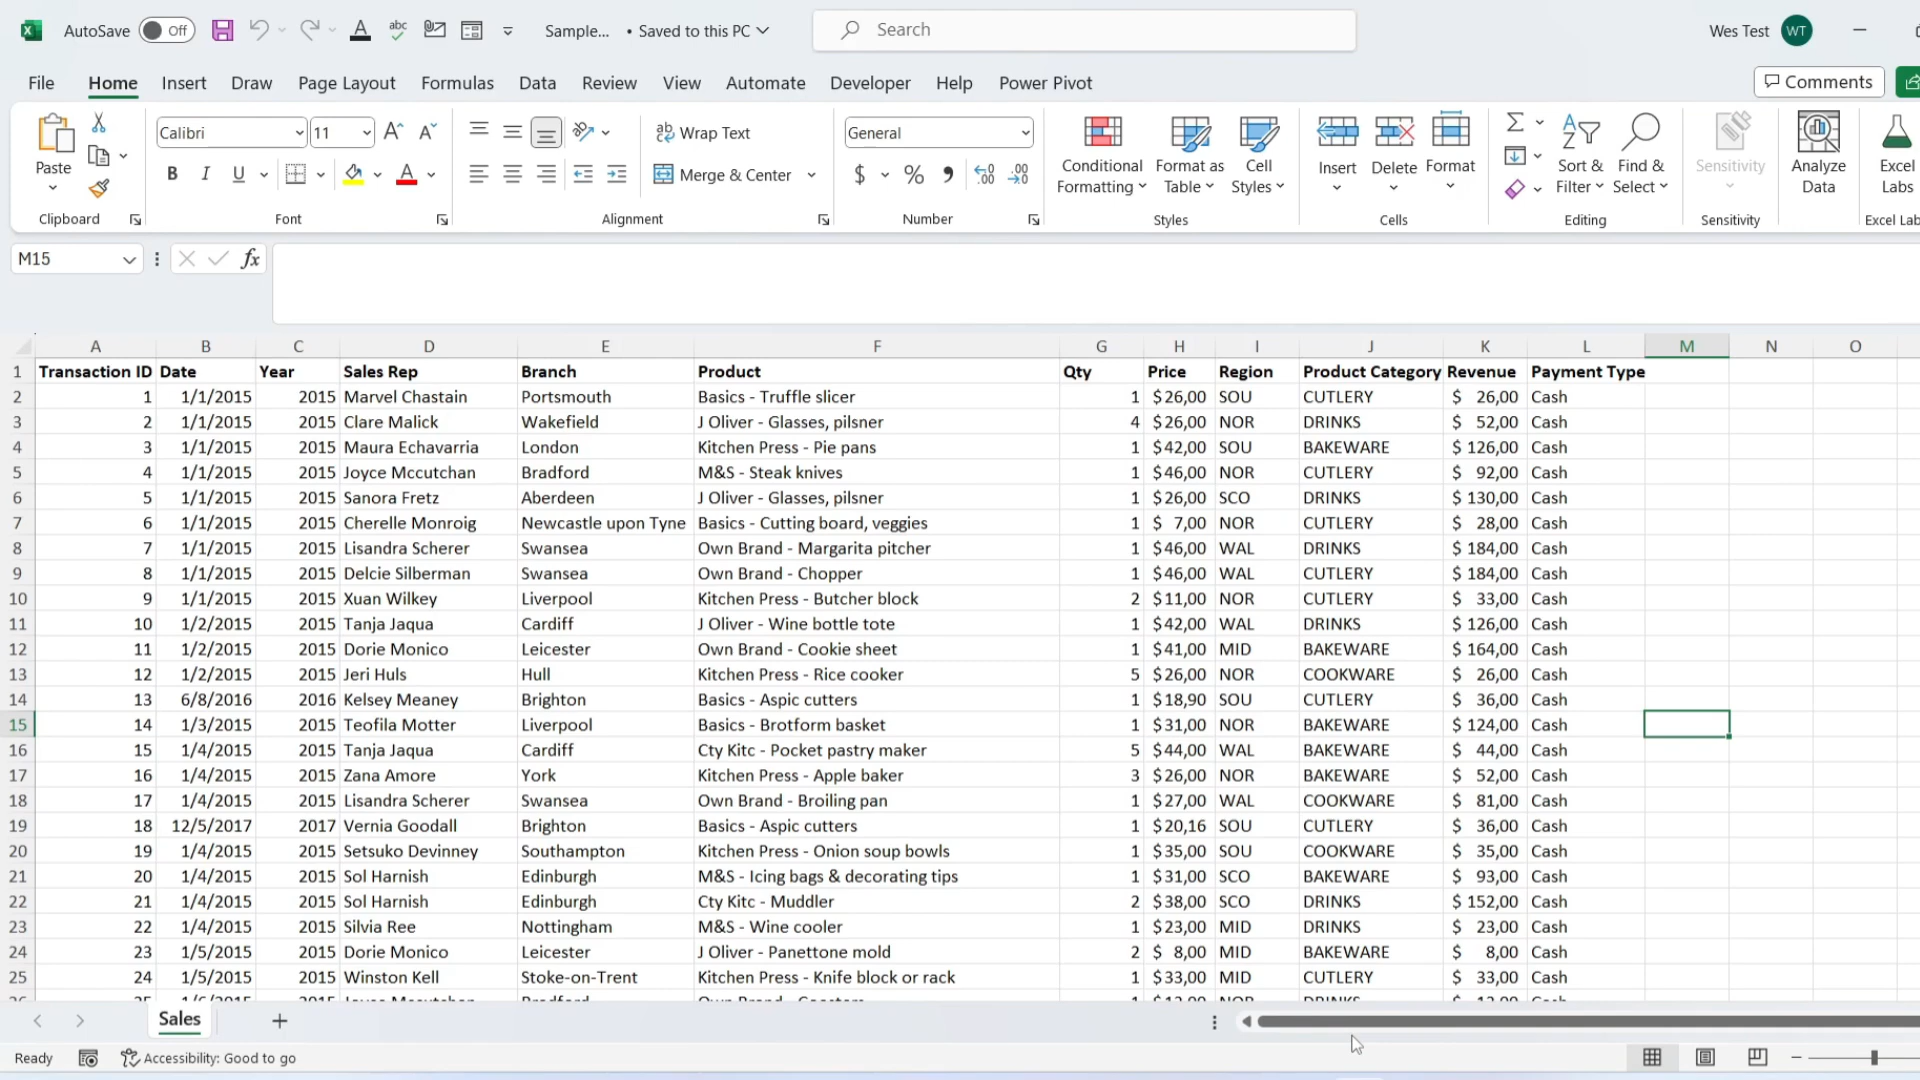 AutoSave Off abc Sample... • Saved to this PC Search Wes Test WT
File Home Insert Draw Page Layout Formulas Data Review View Automate Developer Help Power Pivot Comments
Paste Calibri 11 Wrap Text General Conditional Formatting Format as Table Cell Styles Insert Delete Format Sort & Filter Find & Select Sensitivity Analyze Data Excel Labs
B I U Merge & Center $ %
Clipboard Font Alignment Number Styles Cells Editing Sensitivity Excel Lab
M15 fx
A B C D E F G H I J K L M N O
1 Transaction ID Date Year Sales Rep Branch Product Qty Price Region Product Category Revenue Payment Type
2 1 1/1/2015 2015 Marvel Chastain Portsmouth Basics - Truffle slicer 1 $26,00 SOU CUTLERY $ 26,00 Cash
3 2 1/1/2015 2015 Clare Malick Wakefield J Oliver - Glasses, pilsner 4 $26,00 NOR DRINKS $ 52,00 Cash
4 3 1/1/2015 2015 Maura Echavarria London Kitchen Press - Pie pans 1 $42,00 SOU BAKEWARE $ 126,00 Cash
5 4 1/1/2015 2015 Joyce Mccutchan Bradford M&S - Steak knives 1 $46,00 NOR CUTLERY $ 92,00 Cash
6 5 1/1/2015 2015 Sanora Fretz Aberdeen J Oliver - Glasses, pilsner 1 $26,00 SCO DRINKS $ 130,00 Cash
7 6 1/1/2015 2015 Cherelle Monroig Newcastle upon Tyne Basics - Cutting board, veggies 1 $ 7,00 NOR CUTLERY $ 28,00 Cash
8 7 1/1/2015 2015 Lisandra Scherer Swansea Own Brand - Margarita pitcher 1 $46,00 WAL DRINKS $ 184,00 Cash
9 8 1/1/2015 2015 Delcie Silberman Swansea Own Brand - Chopper 1 $46,00 WAL CUTLERY $ 184,00 Cash
10 9 1/1/2015 2015 Xuan Wilkey Liverpool Kitchen Press - Butcher block 2 $11,00 NOR CUTLERY $ 33,00 Cash
11 10 1/2/2015 2015 Tanja Jaqua Cardiff J Oliver - Wine bottle tote 1 $42,00 WAL DRINKS $ 126,00 Cash
12 11 1/2/2015 2015 Dorie Monico Leicester Own Brand - Cookie sheet 1 $41,00 MID BAKEWARE $ 164,00 Cash
13 12 1/2/2015 2015 Jeri Huls Hull Kitchen Press - Rice cooker 5 $26,00 NOR COOKWARE $ 26,00 Cash
14 13 6/8/2016 2016 Kelsey Meaney Brighton Basics - Aspic cutters 1 $18,90 SOU CUTLERY $ 36,00 Cash
15 14 1/3/2015 2015 Teofila Motter Liverpool Basics - Brotform basket 1 $31,00 NOR BAKEWARE $ 124,00 Cash
16 15 1/4/2015 2015 Tanja Jaqua Cardiff Cty Kitc - Pocket pastry maker 5 $44,00 WAL BAKEWARE $ 44,00 Cash
17 16 1/4/2015 2015 Zana Amore York Kitchen Press - Apple baker 3 $26,00 NOR BAKEWARE $ 52,00 Cash
18 17 1/4/2015 2015 Lisandra Scherer Swansea Own Brand - Broiling pan 1 $27,00 WAL COOKWARE $ 81,00 Cash
19 18 12/5/2017 2017 Vernia Goodall Brighton Basics - Aspic cutters 1 $20,16 SOU CUTLERY $ 36,00 Cash
20 19 1/4/2015 2015 Setsuko Devinney Southampton Kitchen Press - Onion soup bowls 1 $35,00 SOU COOKWARE $ 35,00 Cash
21 20 1/4/2015 2015 Sol Harnish Edinburgh M&S - Icing bags & decorating tips 1 $31,00 SCO BAKEWARE $ 93,00 Cash
22 21 1/4/2015 2015 Sol Harnish Edinburgh Cty Kitc - Muddler 2 $38,00 SCO DRINKS $ 152,00 Cash
23 22 1/4/2015 2015 Silvia Ree Nottingham M&S - Wine cooler 1 $23,00 MID DRINKS $ 23,00 Cash
24 23 1/5/2015 2015 Dorie Monico Leicester J Oliver - Panettone mold 2 $ 8,00 MID BAKEWARE $ 8,00 Cash
25 24 1/5/2015 2015 Winston Kell Stoke-on-Trent Kitchen Press - Knife block or rack 1 $33,00 MID CUTLERY $ 33,00 Cash
Sales
Ready Accessibility: Good to go